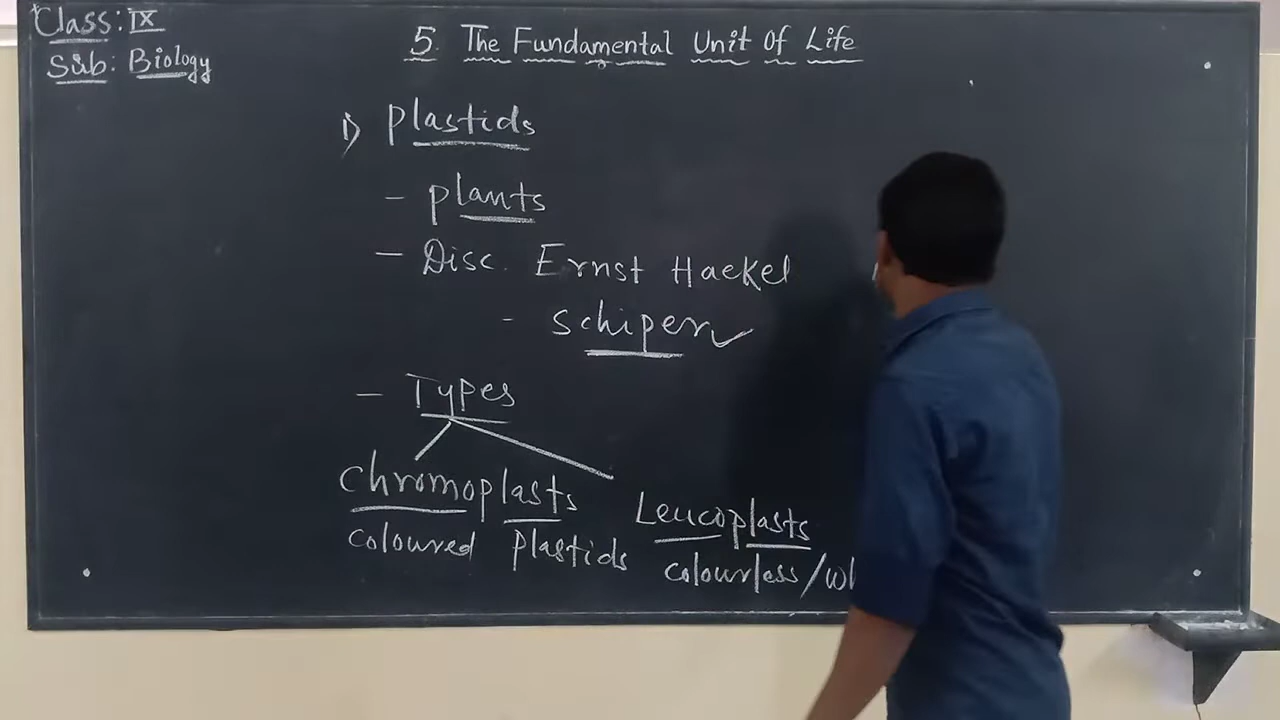 Class: IX
Sub: Biology
5. The Fundamental Unit Of Life
1) Plastids
- plants
- Disc. Ernst Haekel
- Schiper ✓
- Types
Chromoplasts
coloured plastids
Leucoplasts
colourless/